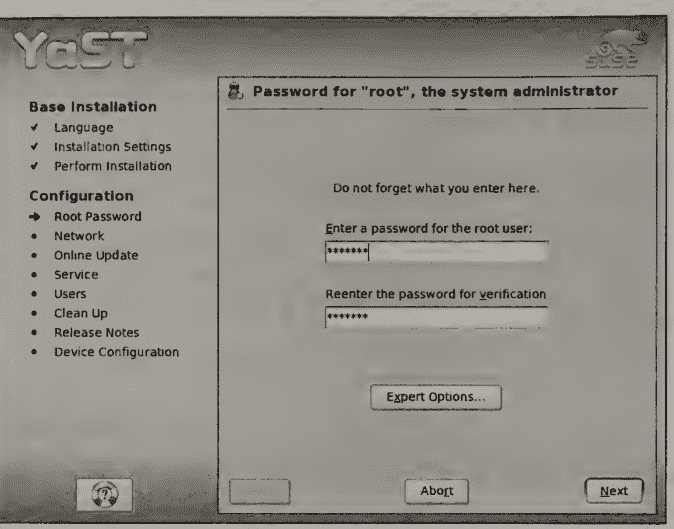 YaST
SUSE
Base Installation
Language
Installation Settings
Perform Installation
Configuration
Root Password
Network
Online Update
Service
Users
Clean Up
Release Notes
Device Configuration
Password for "root", the system administrator
Do not forget what you enter here.
Enter a password for the root user:
*******
Reenter the password for verification
*******
Expert Options...
?
Abort
Next